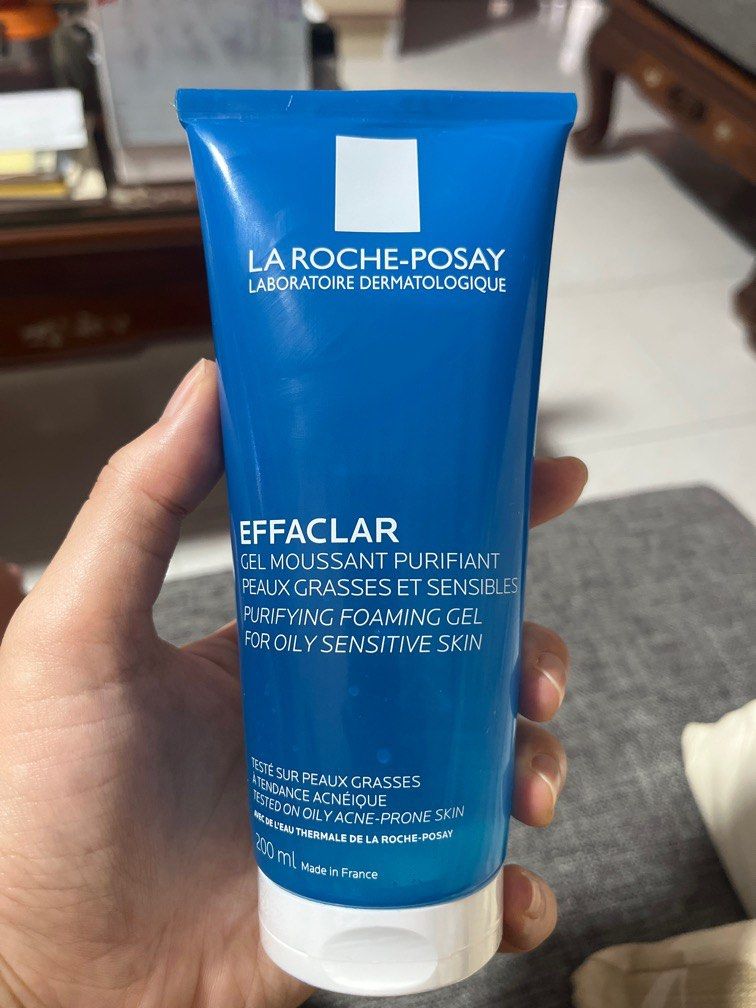 LA ROCHE-POSAY
LABORATOIRE DERMATOLOGIQUE
EFFACLAR
GEL MOUSSANT PURIFIANT
PEAUX GRASSES ET SENSIBLES
PURIFYING FOAMING GEL
FOR OILY SENSITIVE SKIN
TESTÉ SUR PEAUX GRASSES
À TENDANCE ACNÉIQUE
TESTED ON OILY ACNE-PRONE SKIN
AVEC DE L'EAU THERMALE DE LA ROCHE-POSAY
200 ml Made in France